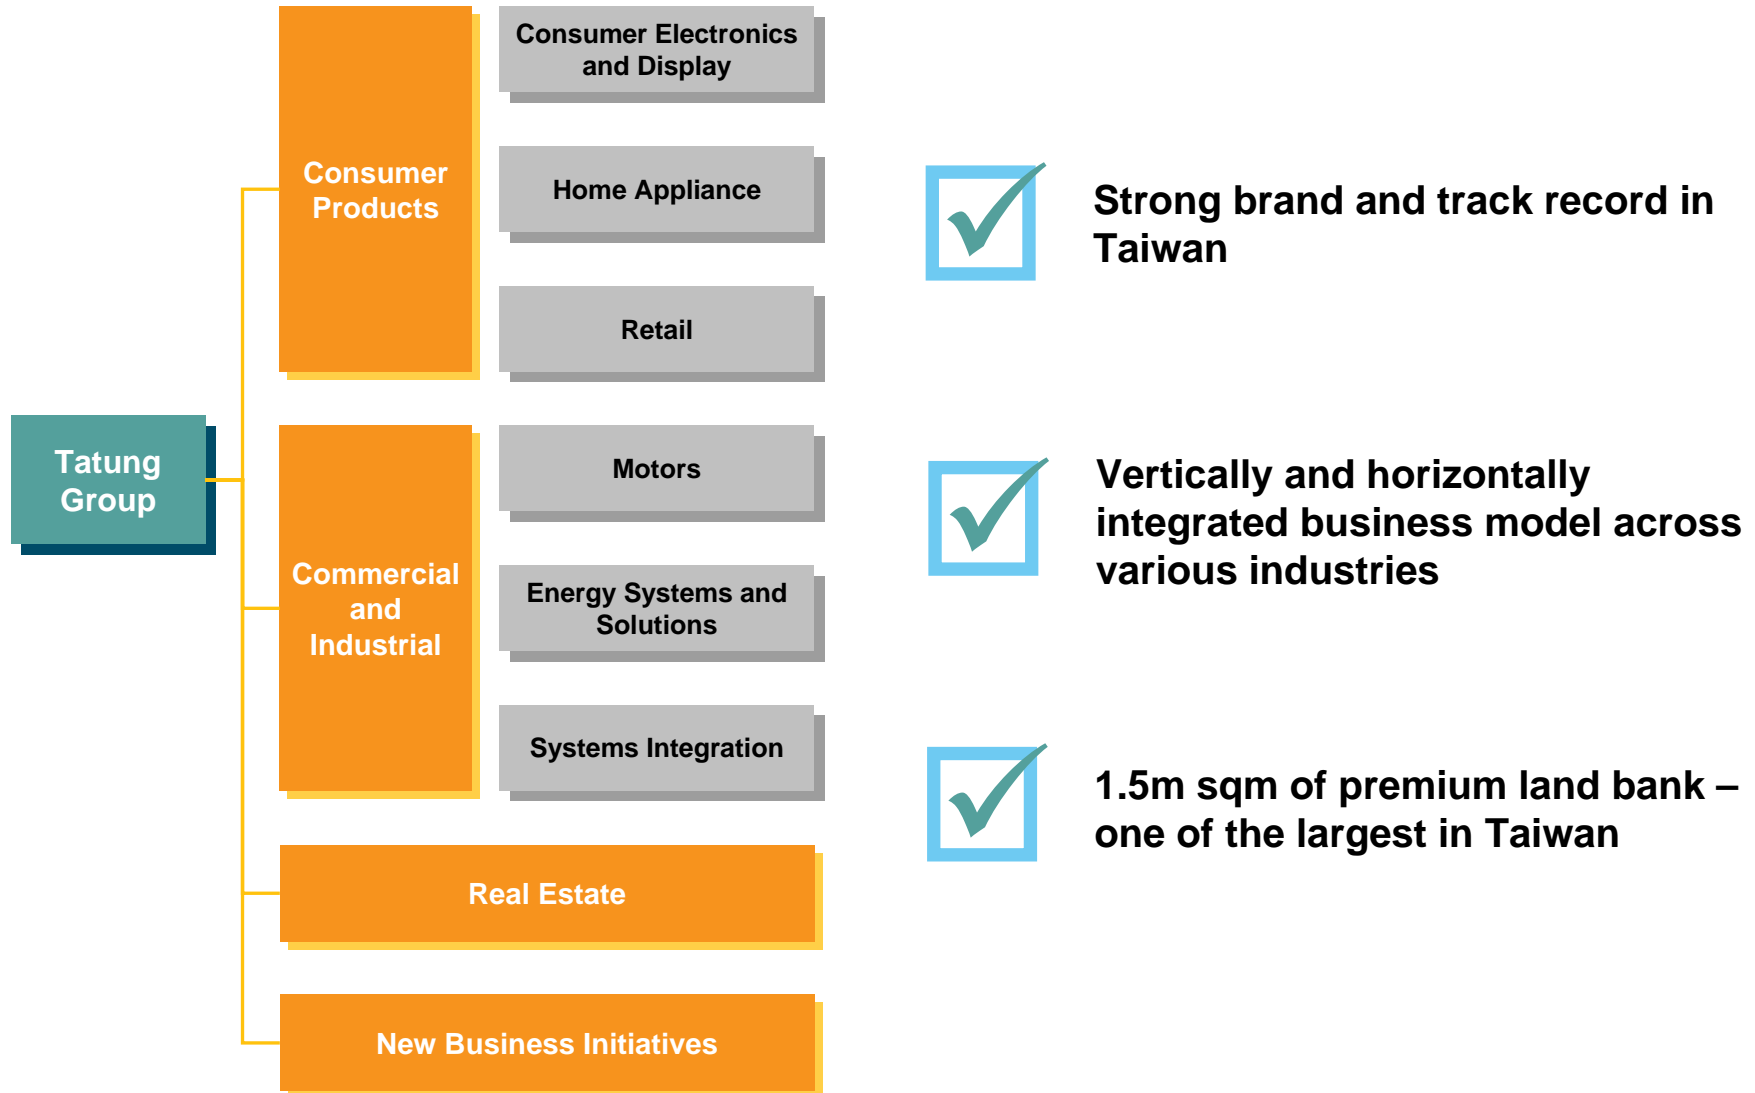 Tatung
Group
Consumer
Products
Consumer Electronics
and Display
Home Appliance
Retail
Commercial
and
Industrial
Motors
Energy Systems and
Solutions
Systems Integration
Real Estate
New Business Initiatives
Strong brand and track record in
Taiwan
Vertically and horizontally
integrated business model across
various industries
1.5m sqm of premium land bank –
one of the largest in Taiwan